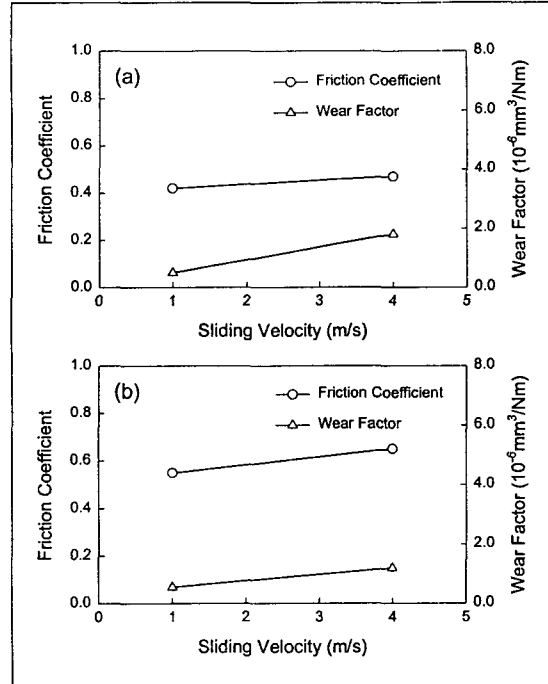 (a)
Friction Coefficient
Wear Factor
1.0
0.8
0.6
0.4
0.2
0.0
8.0
6.0
4.0
2.0
0.0
0 1 2 3 4 5
Friction Coefficient
Wear Factor (10⁻⁶mm³/Nm)
Sliding Velocity (m/s)
(b)
Friction Coefficient
Wear Factor
1.0
0.8
0.6
0.4
0.2
0.0
8.0
6.0
4.0
2.0
0.0
0 1 2 3 4 5
Friction Coefficient
Wear Factor (10⁻⁶mm³/Nm)
Sliding Velocity (m/s)